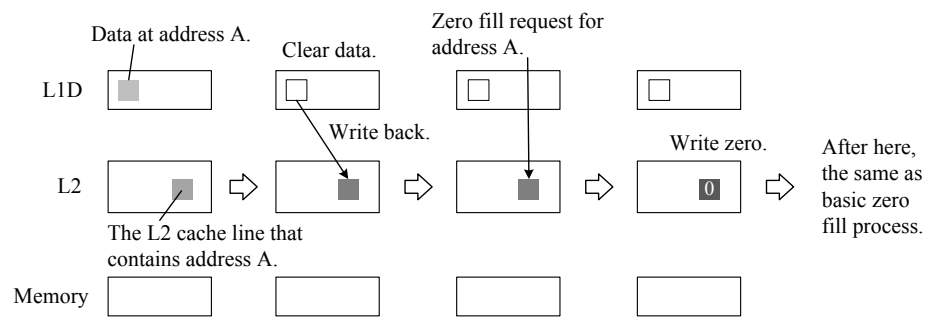 Data at address A.
Clear data.
Zero fill request for
address A.
L1D
Write back.
Write zero.
L2
0
After here,
the same as
basic zero
fill process.
The L2 cache line that
contains address A.
Memory